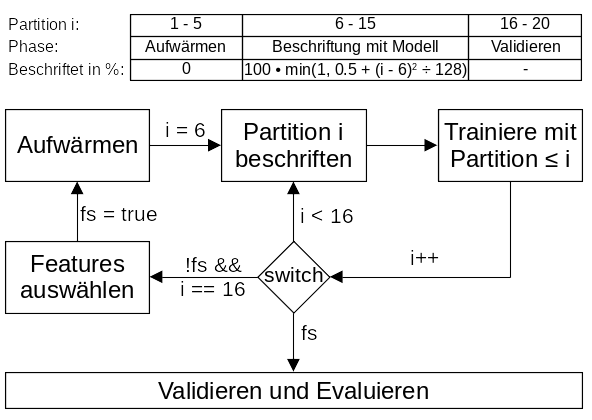 Partition i: 1 - 5 6 - 15 16 - 20
Phase: Aufwärmen Beschriftung mit Modell Validieren
Beschriftet in %: 0 100 • min(1, 0.5 + (i - 6)² ÷ 128) -
Aufwärmen
i = 6
Partition i
beschriften
Trainiere mit
Partition ≤ i
fs = true
i < 16
i++
Features
auswählen
!fs &&
i == 16
switch
fs
Validieren und Evaluieren